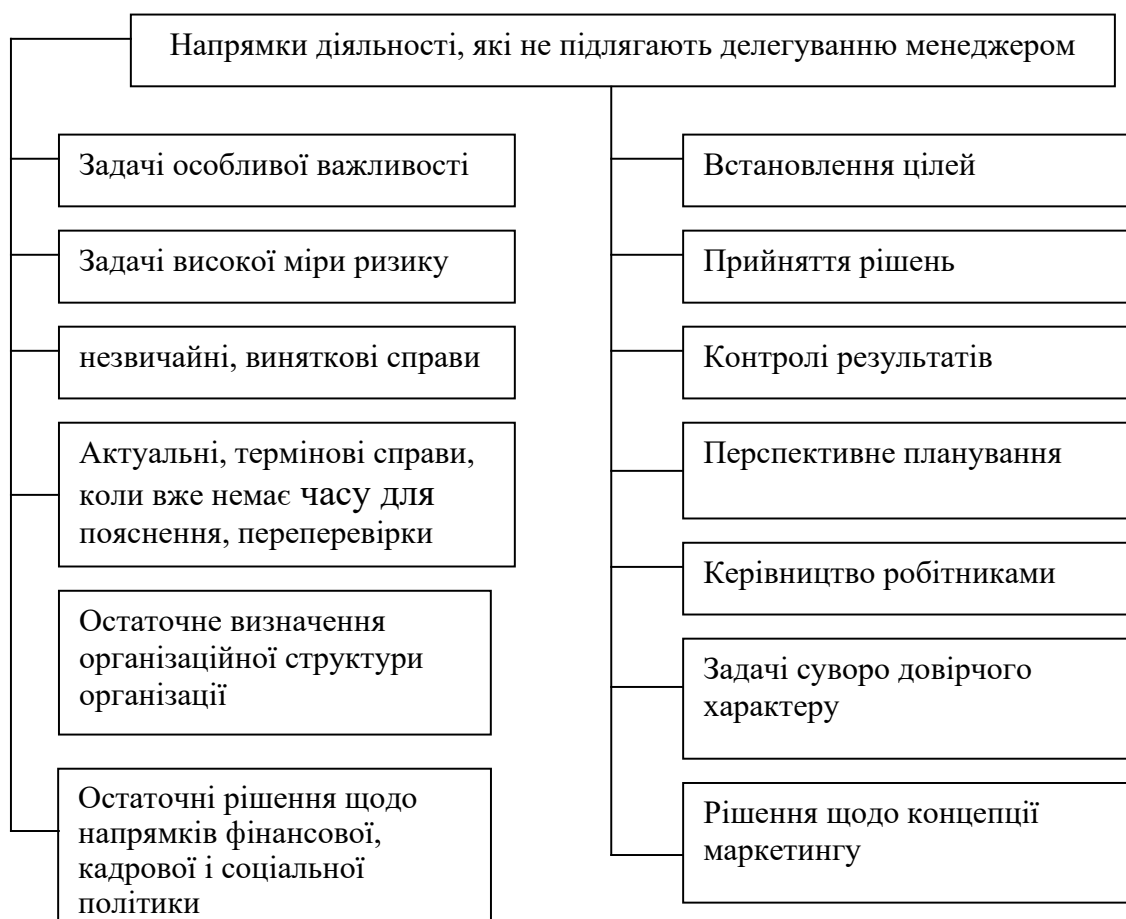 Напрямки діяльності, які не підлягають делегуванню менеджером
Задачі особливої важливості
Задачі високої міри ризику
незвичайні, виняткові справи
Актуальні, термінові справи,
коли вже немає часу для
пояснення, переперевірки
Остаточне визначення
організаційної структури
організації
Остаточні рішення щодо
напрямків фінансової,
кадрової і соціальної
політики
Встановлення цілей
Прийняття рішень
Контролі результатів
Перспективне планування
Керівництво робітниками
Задачі суворо довірчого
характеру
Рішення щодо концепції
маркетингу